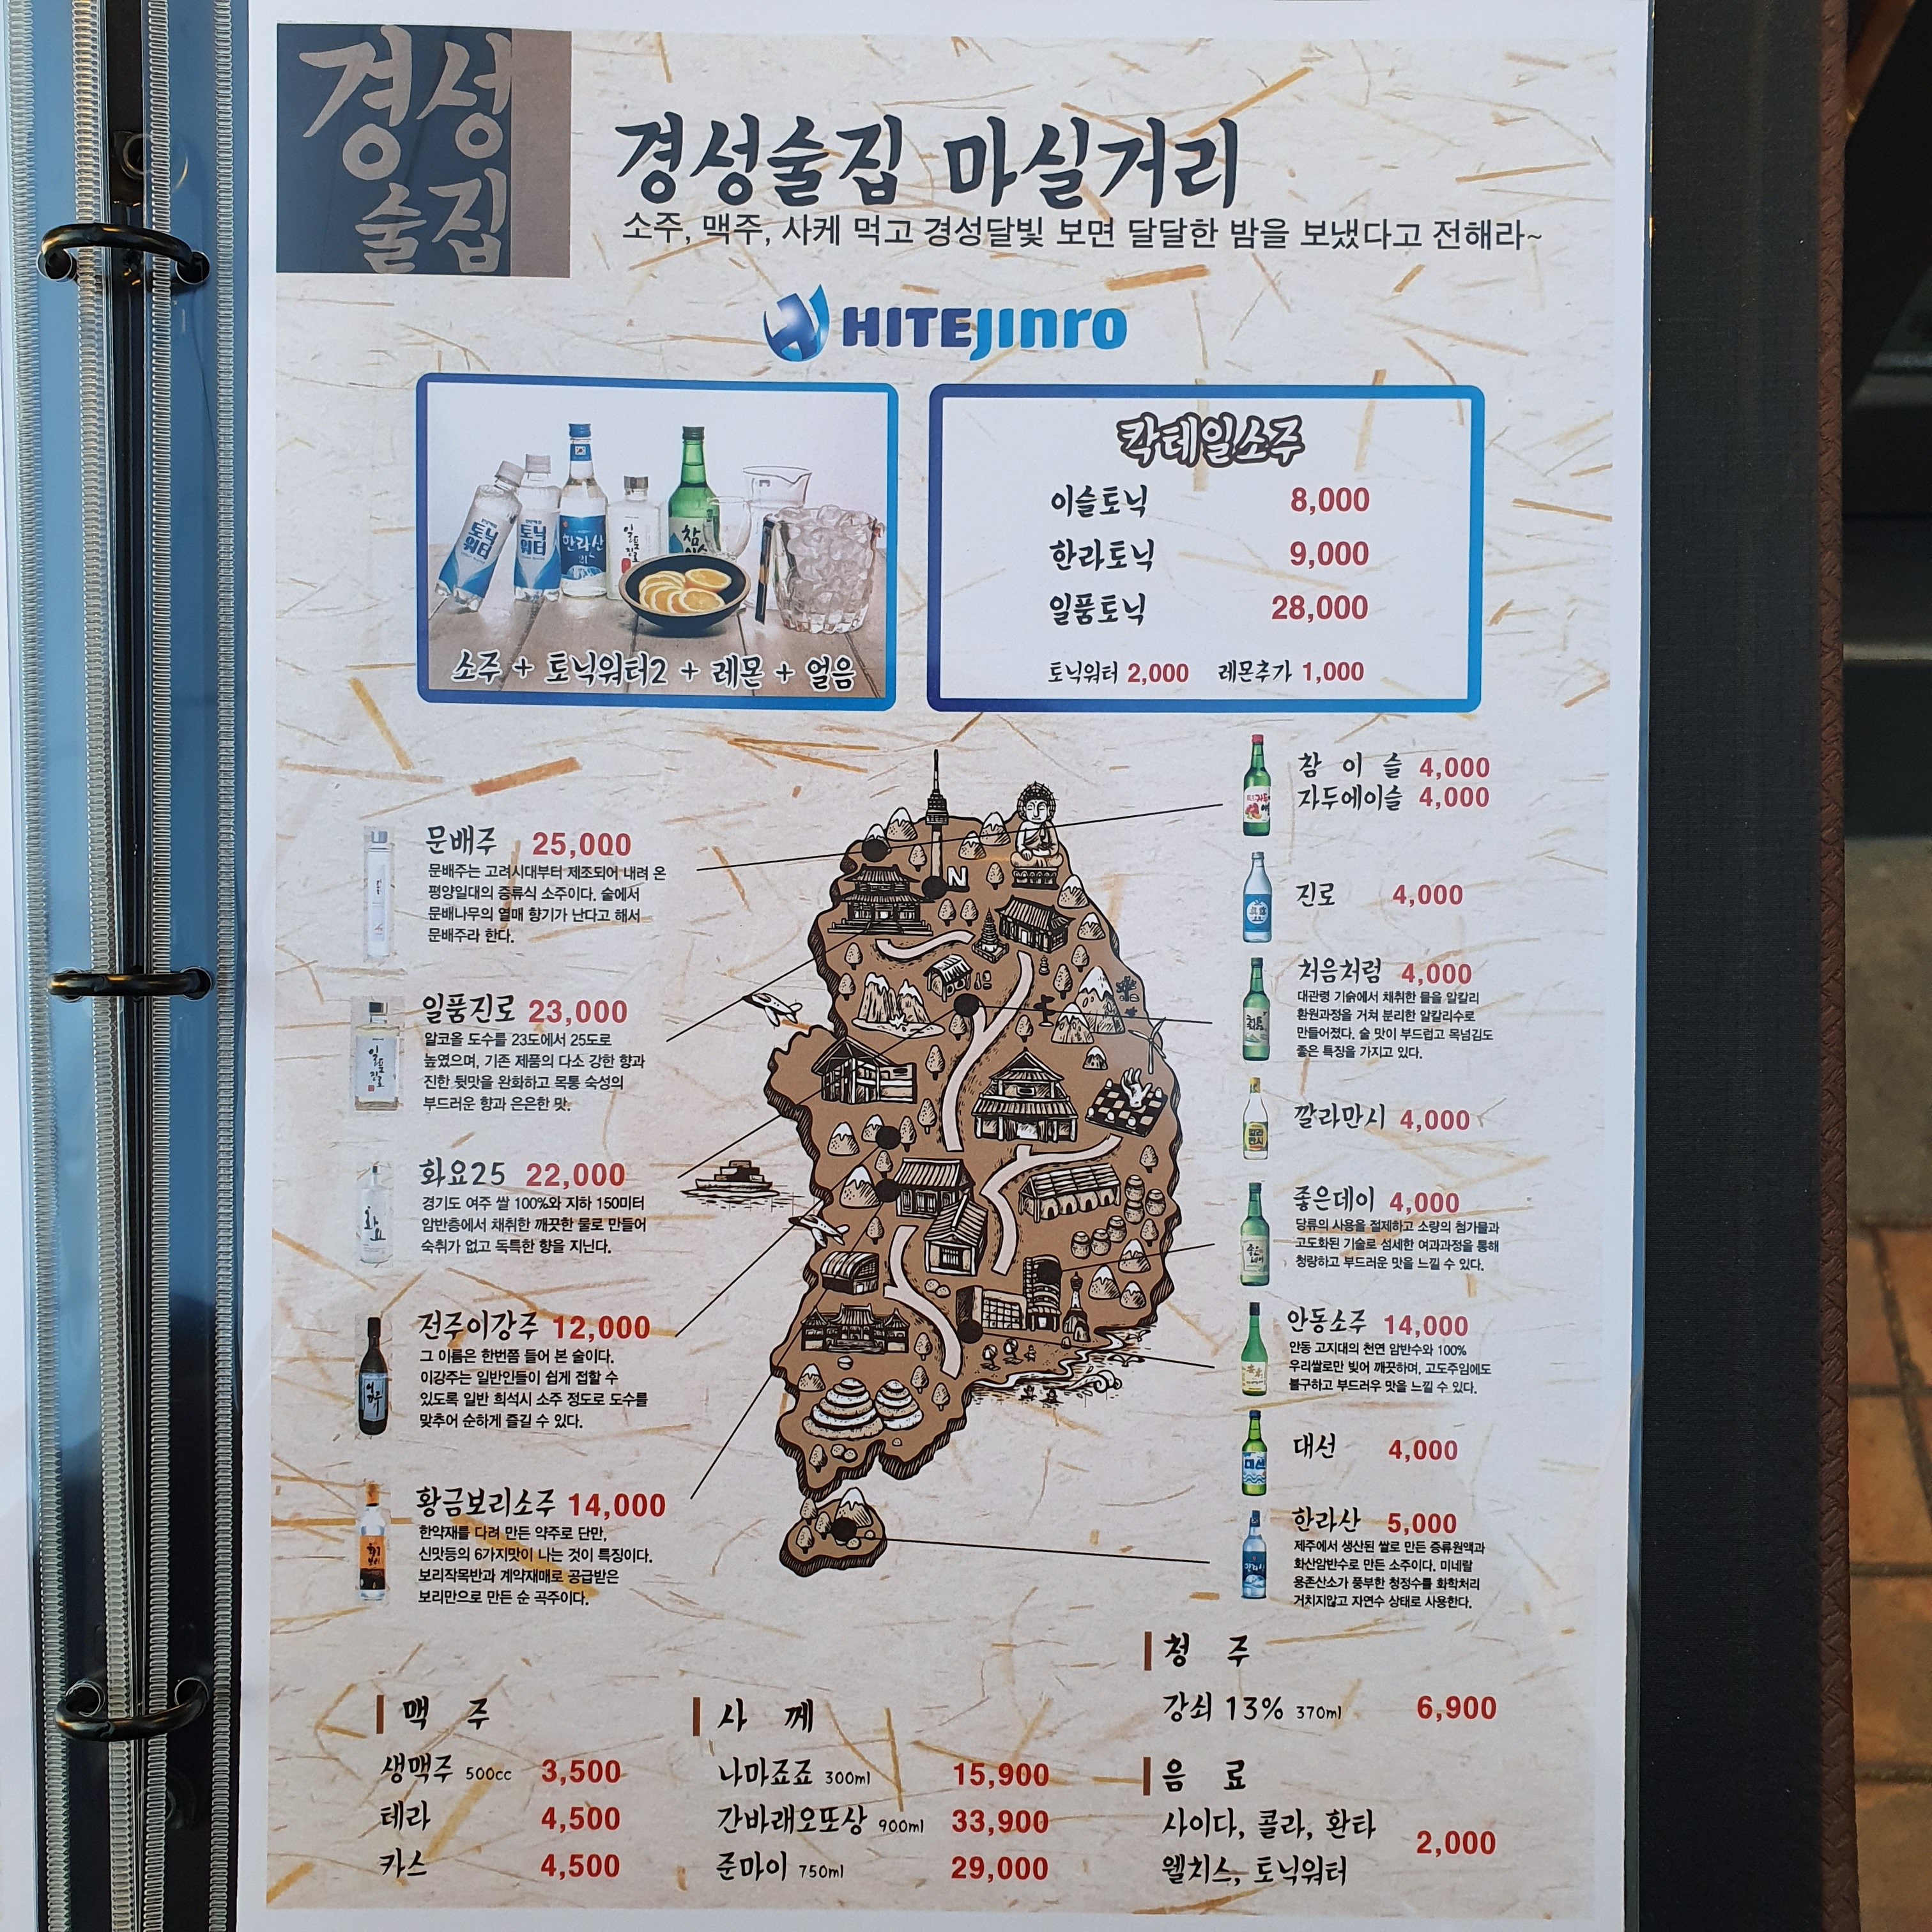 경성
술집
경성술집 마실거리
소주, 맥주, 사케 먹고 경성달빛 보면 달달한 밤을 보냈다고 전해라~
HITEJINRO
토닉
워터
토닉
워터
한라산
일품
진로
참
소주 + 토닉워터2 + 레몬 + 얼음
칵테일소주
이슬토닉 8,000
한라토닉 9,000
일품토닉 28,000
토닉워터 2,000 레몬추가 1,000
문배주 25,000
문배주는 고려시대부터 제조되어 내려 온
평양일대의 증류식 소주이다. 술에서
문배나무의 열매 향기가 난다고 해서
문배주라 한다.
일품진로 23,000
알코올 도수를 23도에서 25도로
높였으며, 기존 제품의 다소 강한 향과
진한 뒷맛을 완화하고 목통 숙성의
부드러운 향과 은은한 맛.
화요25 22,000
경기도 여주 쌀 100%와 지하 150미터
암반층에서 채취한 깨끗한 물로 만들어
숙취가 없고 독특한 향을 지닌다.
전주이강주 12,000
그 이름은 한번쯤 들어 본 술이다.
이강주는 일반인들이 쉽게 접할 수
있도록 일반 희석시 소주 정도로 도수를
맞추어 순하게 즐길 수 있다.
황금보리소주 14,000
한약재를 다려 만든 약주로 단만,
신맛등의 6가지맛이 나는 것이 특징이다.
보리작목반과 계약재매로 공급받은
보리만으로 만든 순 곡주이다.
N
참 이 슬 4,000
자두에이슬 4,000
진로 4,000
처음처럼 4,000
대관령 기슭에서 채취한 물을 알칼리
환원과정을 거쳐 분리한 알칼리수로
만들어졌다. 술 맛이 부드럽고 목넘김도
좋은 특징을 가지고 있다.
깔라만시 4,000
좋은데이 4,000
당류의 사용을 절제하고 소량의 첨가물과
고도화된 기술로 섬세한 여과과정을 통해
청량하고 부드러운 맛을 느낄 수 있다.
안동소주 14,000
안동 고지대의 천연 암반수와 100%
우리쌀로만 빚어 깨끗하며, 고도주임에도
불구하고 부드러우 맛을 느낄 수 있다.
대선 4,000
한라산 5,000
제주에서 생산된 쌀로 만든 증류원액과
화산암반수로 만든 소주이다. 미네랄
용존산소가 풍부한 청정수를 화학처리
거치지않고 자연수 상태로 사용한다.
맥 주
생맥주 500cc 3,500
테라 4,500
카스 4,500
사 께
나마죠죠 300ml 15,900
간바래오또상 900ml 33,900
준마이 750ml 29,000
청 주
강쇠 13% 370ml 6,900
음 료
사이다, 콜라, 환타
웰치스, 토닉워터 2,000